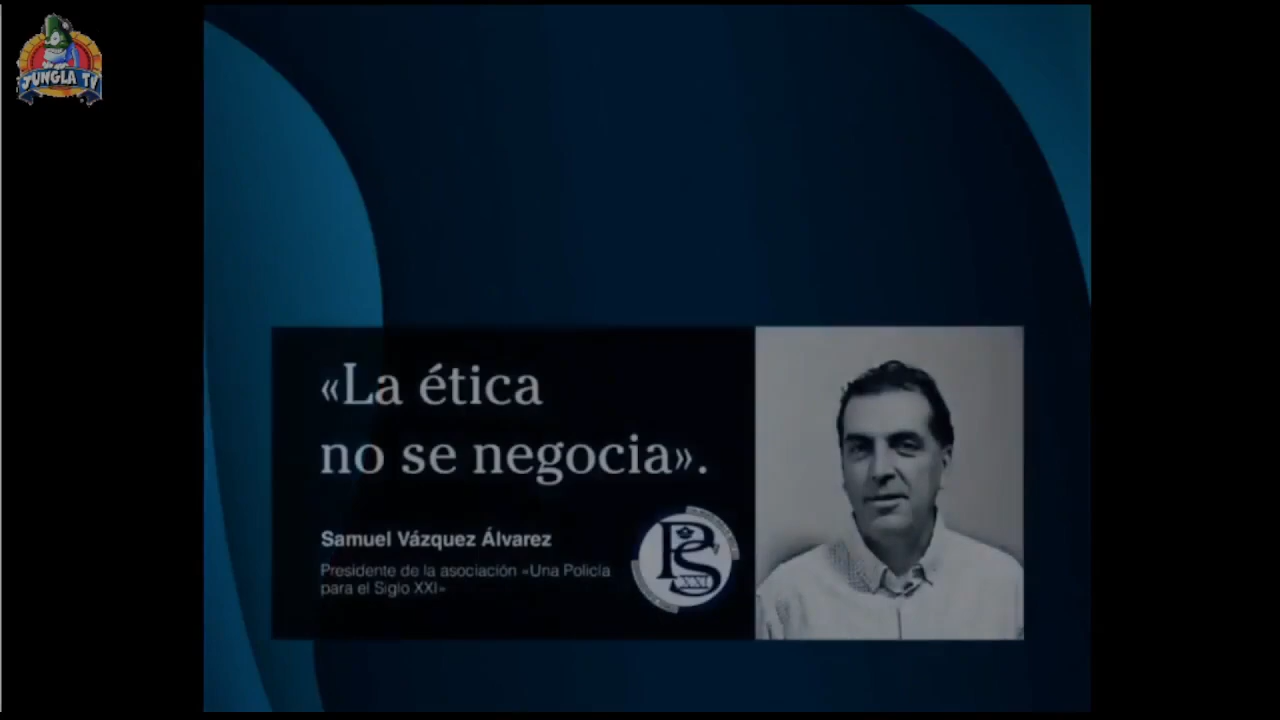 JUNGLA TV
«La ética
no se negocia».
Samuel Vázquez Álvarez
Presidente de la asociación «Una Policía
para el Siglo XXI»
PS
XXI